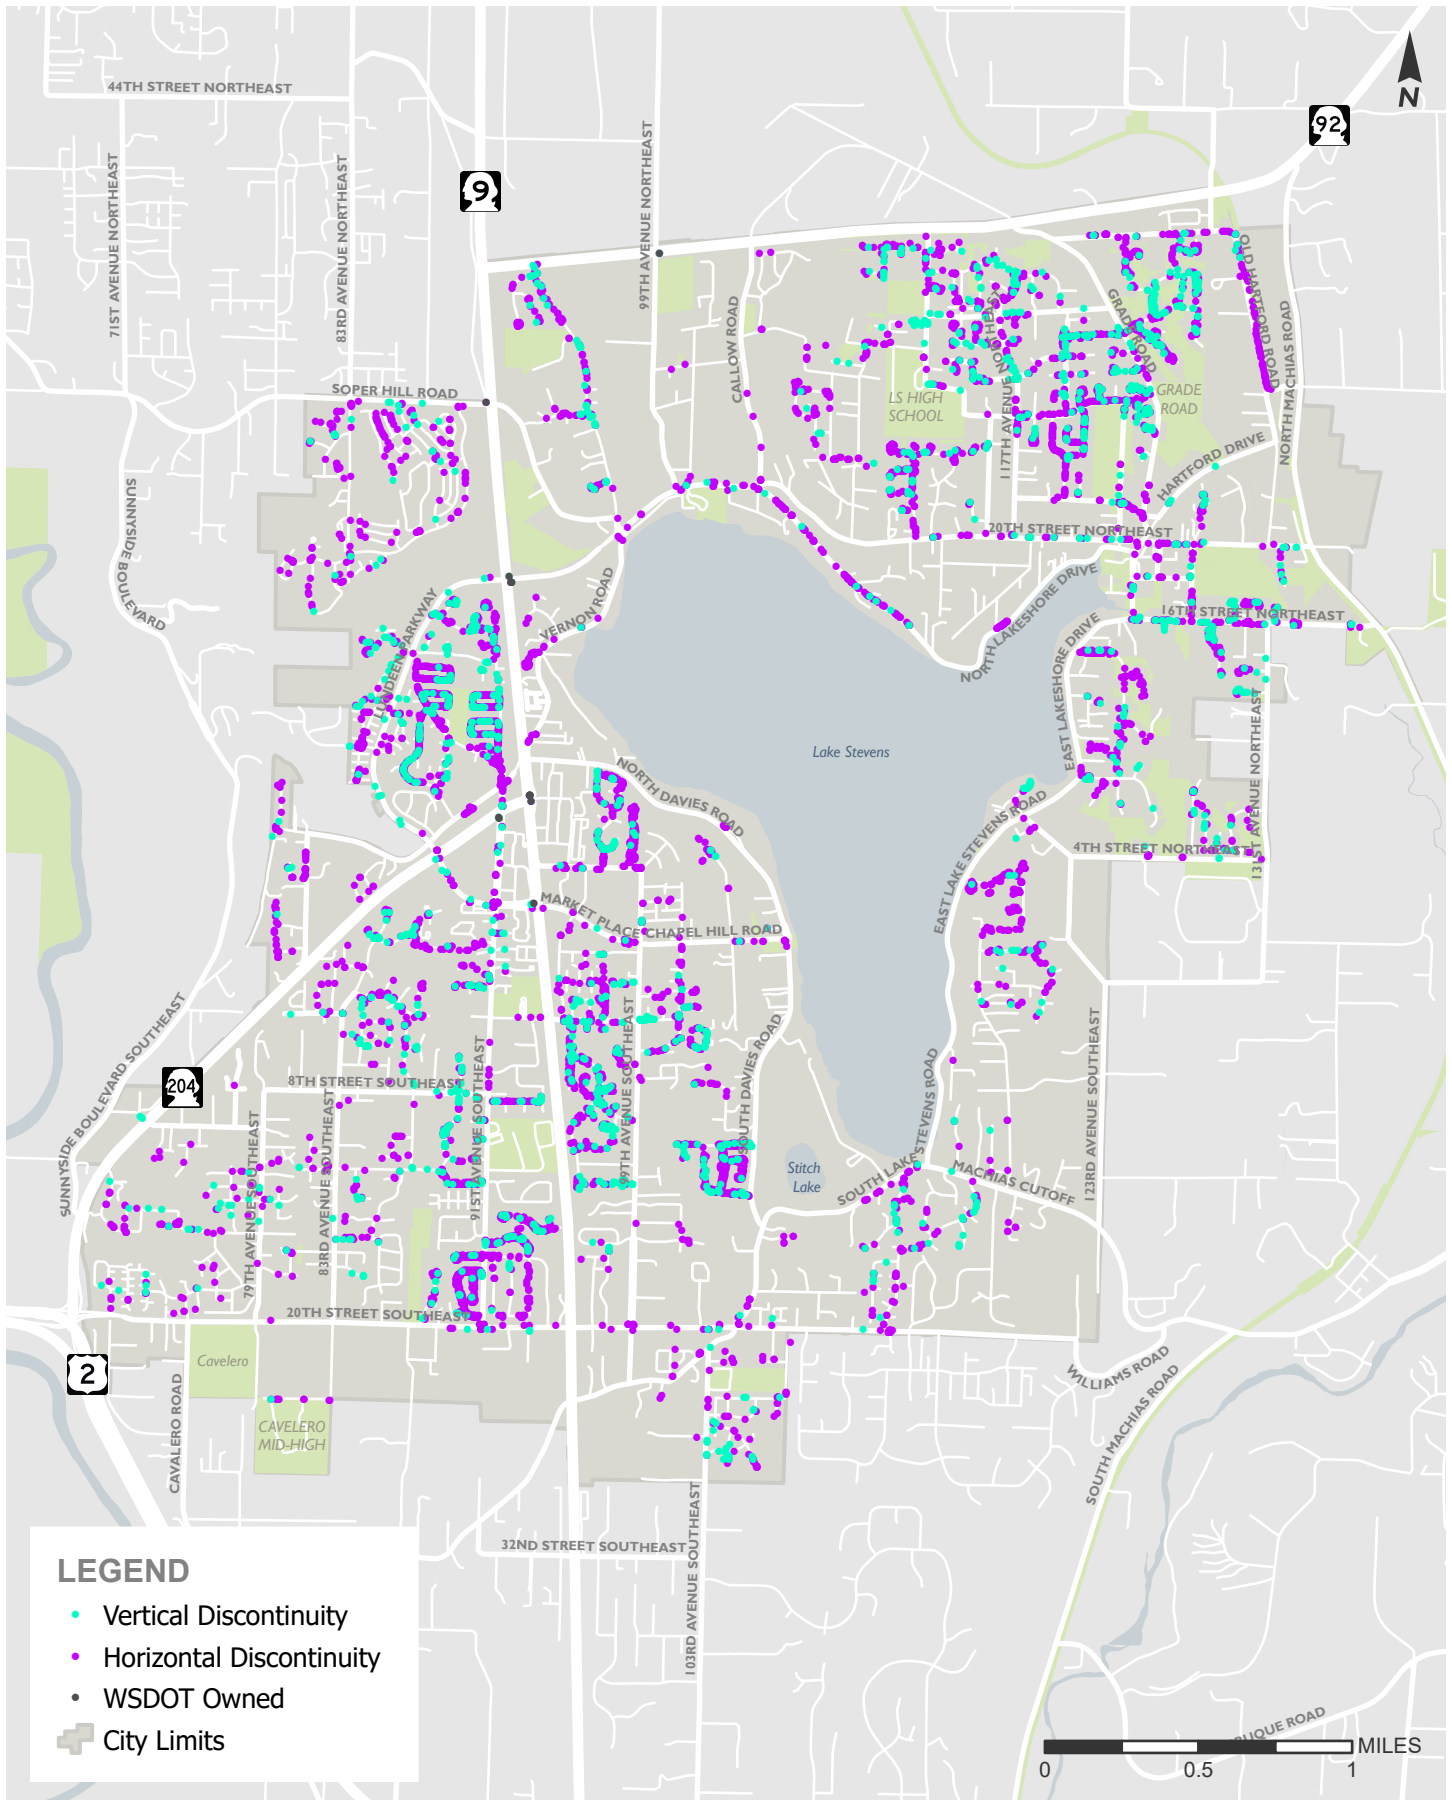 44TH STREET NORTHEAST
71ST AVENUE NORTHEAST
83RD AVENUE NORTHEAST
9
99TH AVENUE NORTHEAST
92
N
SOPER HILL ROAD
CALLOW ROAD
LS HIGH
SCHOOL
117TH AVENUE NORTHEAST
GRADE ROAD
GRADE
ROAD
OLD HARTFORD ROAD
NORTH MACHIAS ROAD
HARTFORD DRIVE
20TH STREET NORTHEAST
SUNNYSIDE BOULEVARD
LUNDEEN PARKWAY
VERNON ROAD
NORTH LAKESHORE DRIVE
16TH STREET NORTHEAST
EAST LAKESHORE DRIVE
Lake Stevens
NORTH DAVIES ROAD
131ST AVENUE NORTHEAST
EAST LAKE STEVENS ROAD
4TH STREET NORTHEAST
MARKET PLACE
CHAPEL HILL ROAD
SUNNYSIDE BOULEVARD SOUTHEAST
204
8TH STREET SOUTHEAST
79TH AVENUE SOUTHEAST
83RD AVENUE SOUTHEAST
91ST AVENUE SOUTHEAST
99TH AVENUE SOUTHEAST
SOUTH DAVIES ROAD
Stitch
Lake
SOUTH LAKE STEVENS ROAD
MACHIAS CUTOFF
123RD AVENUE SOUTHEAST
20TH STREET SOUTHEAST
2
Cavelero
CAVALERO ROAD
CAVELERO
MID-HIGH
WILLIAMS ROAD
SOUTH MACHIAS ROAD
32ND STREET SOUTHEAST
103RD AVENUE SOUTHEAST
LEGEND
Vertical Discontinuity
Horizontal Discontinuity
WSDOT Owned
City Limits
ROAD
MILES
0
0.5
1